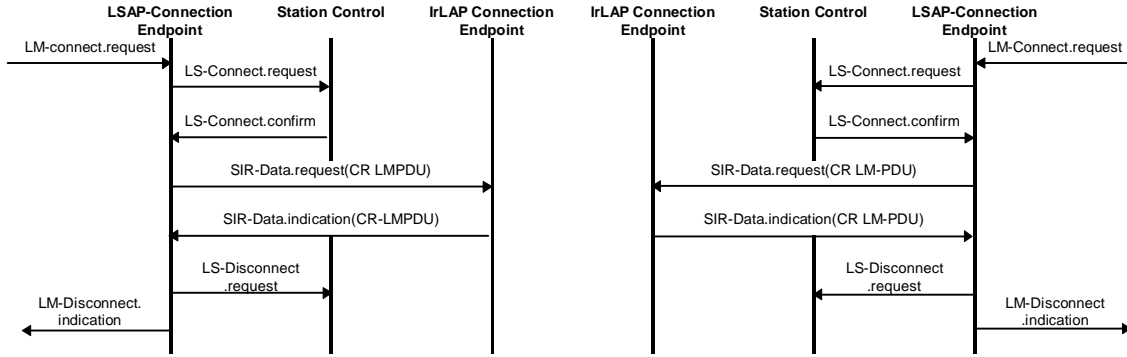 LSAP-Connection
Endpoint
Station Control
IrLAP Connection
Endpoint
IrLAP Connection
Endpoint
Station Control
LSAP-Connection
Endpoint
LM-connect.request
LM-Connect.request
LS-Connect.request
LS-Connect.request
LS-Connect.confirm
LS-Connect.confirm
SIR-Data.request(CR LMPDU)
SIR-Data.request(CR LM-PDU)
SIR-Data.indication(CR-LMPDU)
SIR-Data.indication(CR LM-PDU)
LS-Disconnect
.request
LS-Disconnect
.request
LM-Disconnect.
indication
LM-Disconnect
.indication